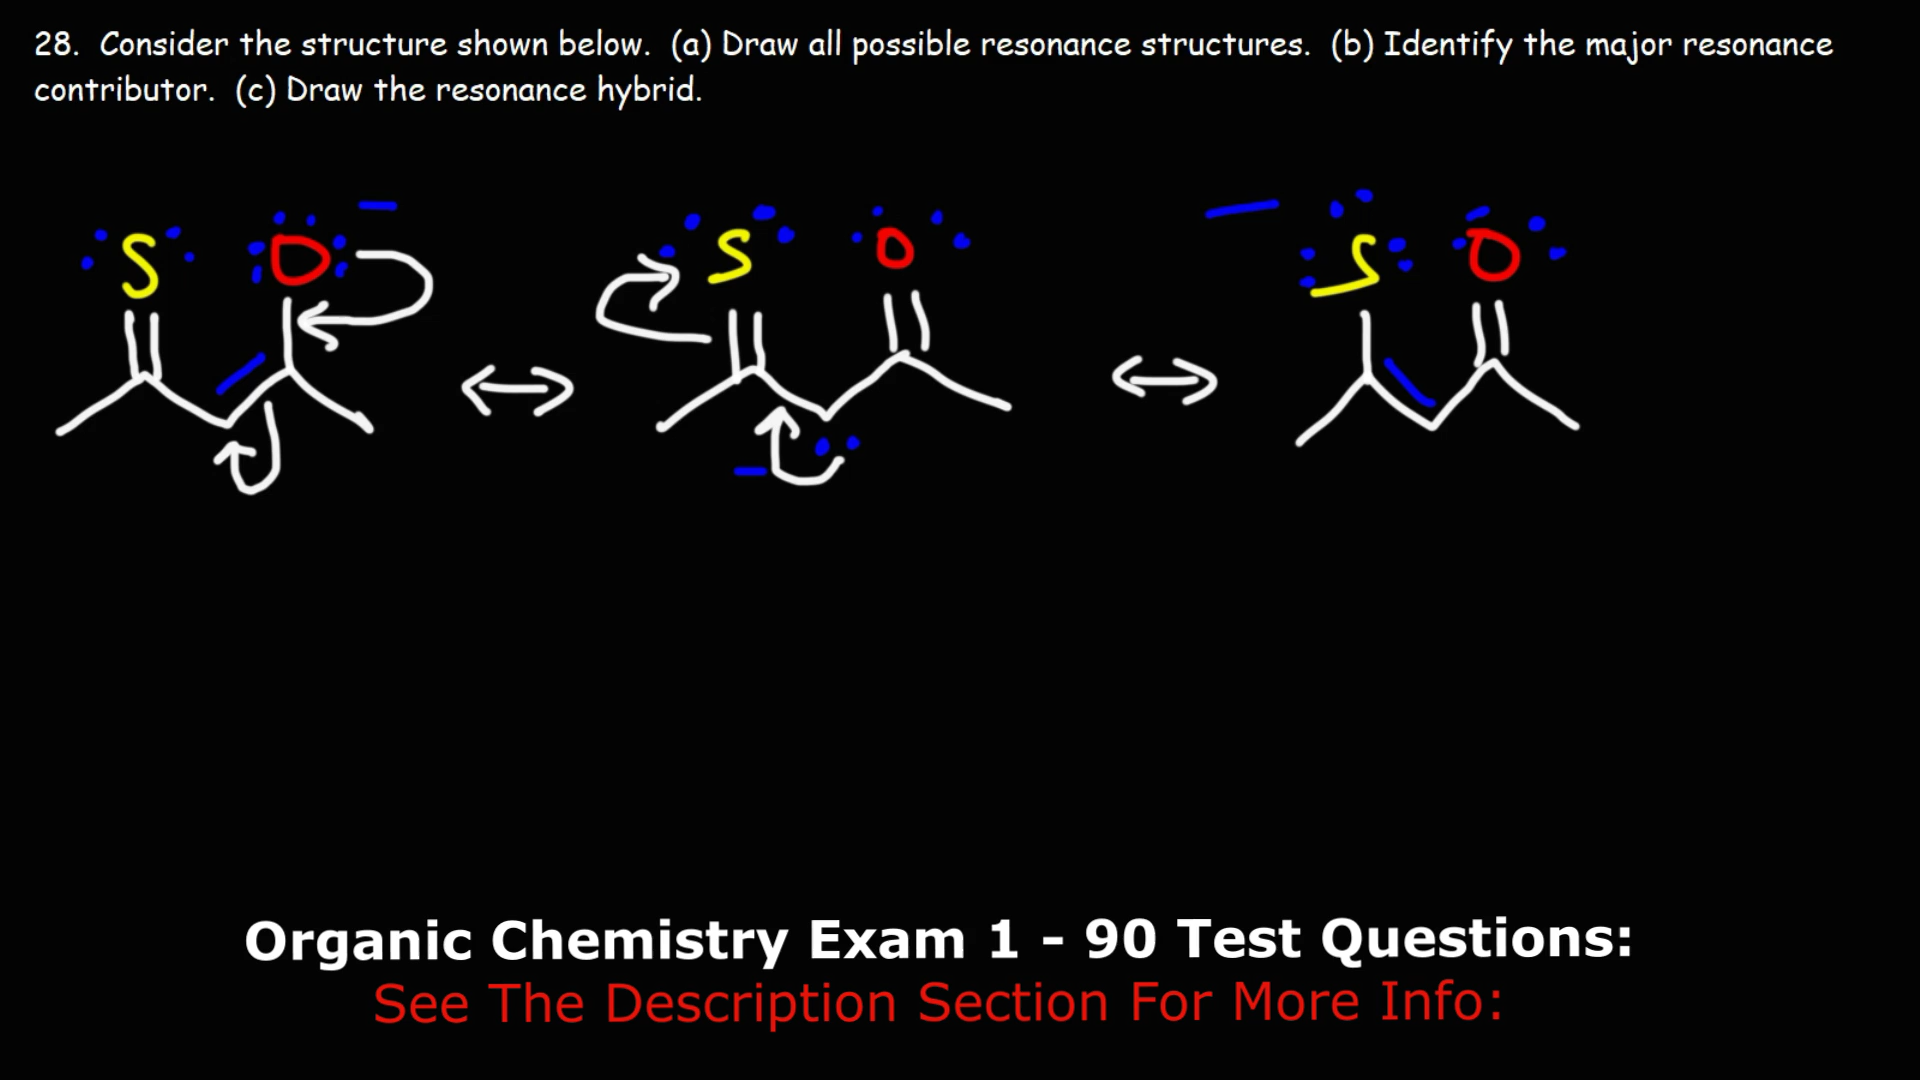 28. Consider the structure shown below. (a) Draw all possible resonance structures. (b) Identify the major resonance
contributor. (c) Draw the resonance hybrid.
S O S O S O
Organic Chemistry Exam 1 - 90 Test Questions:
See The Description Section For More Info: